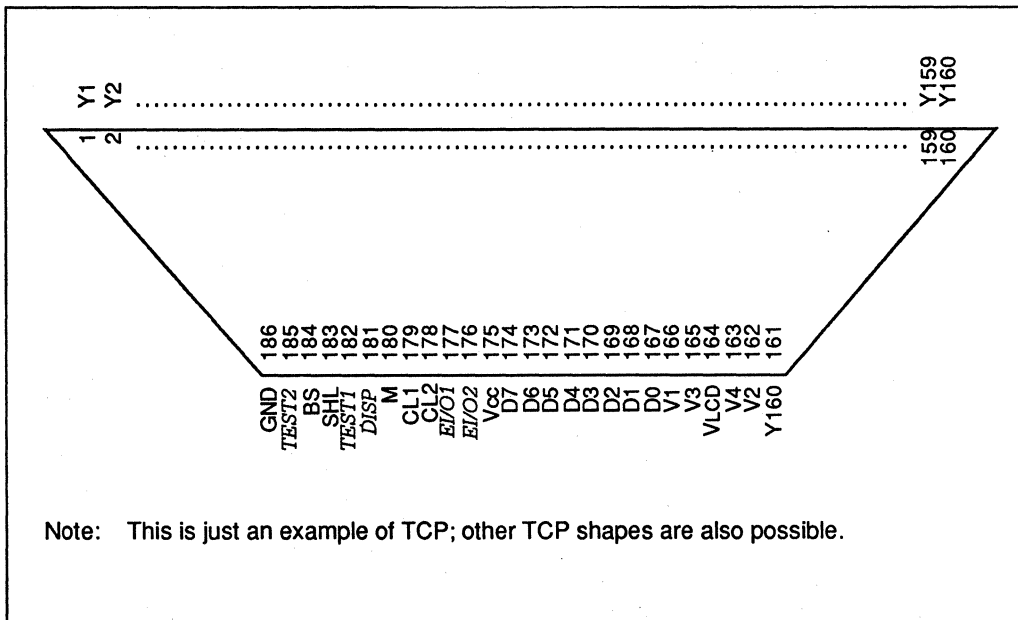 Y1 Y2 ........ Y159 Y160
1 2 ........ 159 160
186 185 184 183 182 181 180 179 178 177 176 175 174 173 172 171 170 169 168 167 166 165 164 163 162 161
GND TEST2 BS SHL TEST1 DISP M CL1 CL2 EI/O1 EI/O2 Vcc D7 D6 D5 D4 D3 D2 D1 D0 V1 V3 VLCD V4 V2 Y160
Note: This is just an example of TCP; other TCP shapes are also possible.